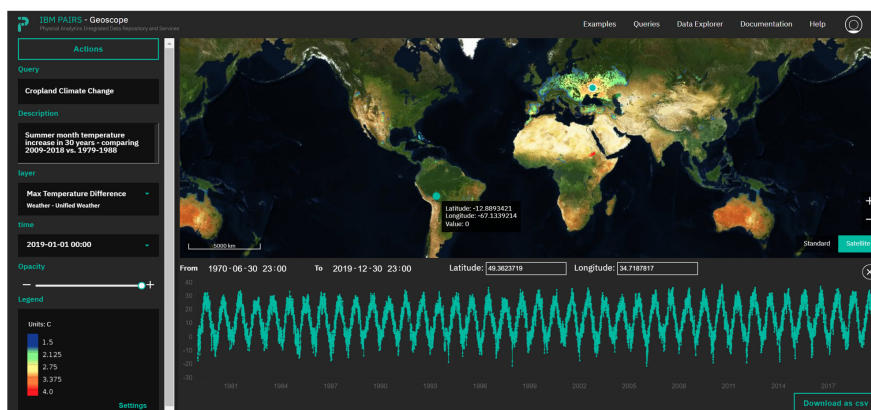 IBM PAIRS - Geoscope
Physical Analytics Integrated Data Repository and Services
Examples
Queries
Data Explorer
Documentation
Help
Actions
Query
Cropland Climate Change
Description
Summer month temperature
increase in 30 years - comparing
2009-2018 vs. 1979-1988
layer
Max Temperature Difference
Weather - Unified Weather
time
2019-01-01 00:00
Opacity
− +
Legend
Units: C
1.5
2.125
2.75
3.375
4.0
Settings
Latitude: -12.8893421
Longitude: -67.1339214
Value: 0
5000 km
+
−
Standard
Satellite
From 1970-06-30 23:00 To 2019-12-30 23:00 Latitude: 49.3623719 Longitude: 34.7187817
40
30
20
10
0
-10
-20
-30
1981 1984 1987 1990 1993 1996 1999 2002 2005 2008 2011 2014 2017
Download as csv